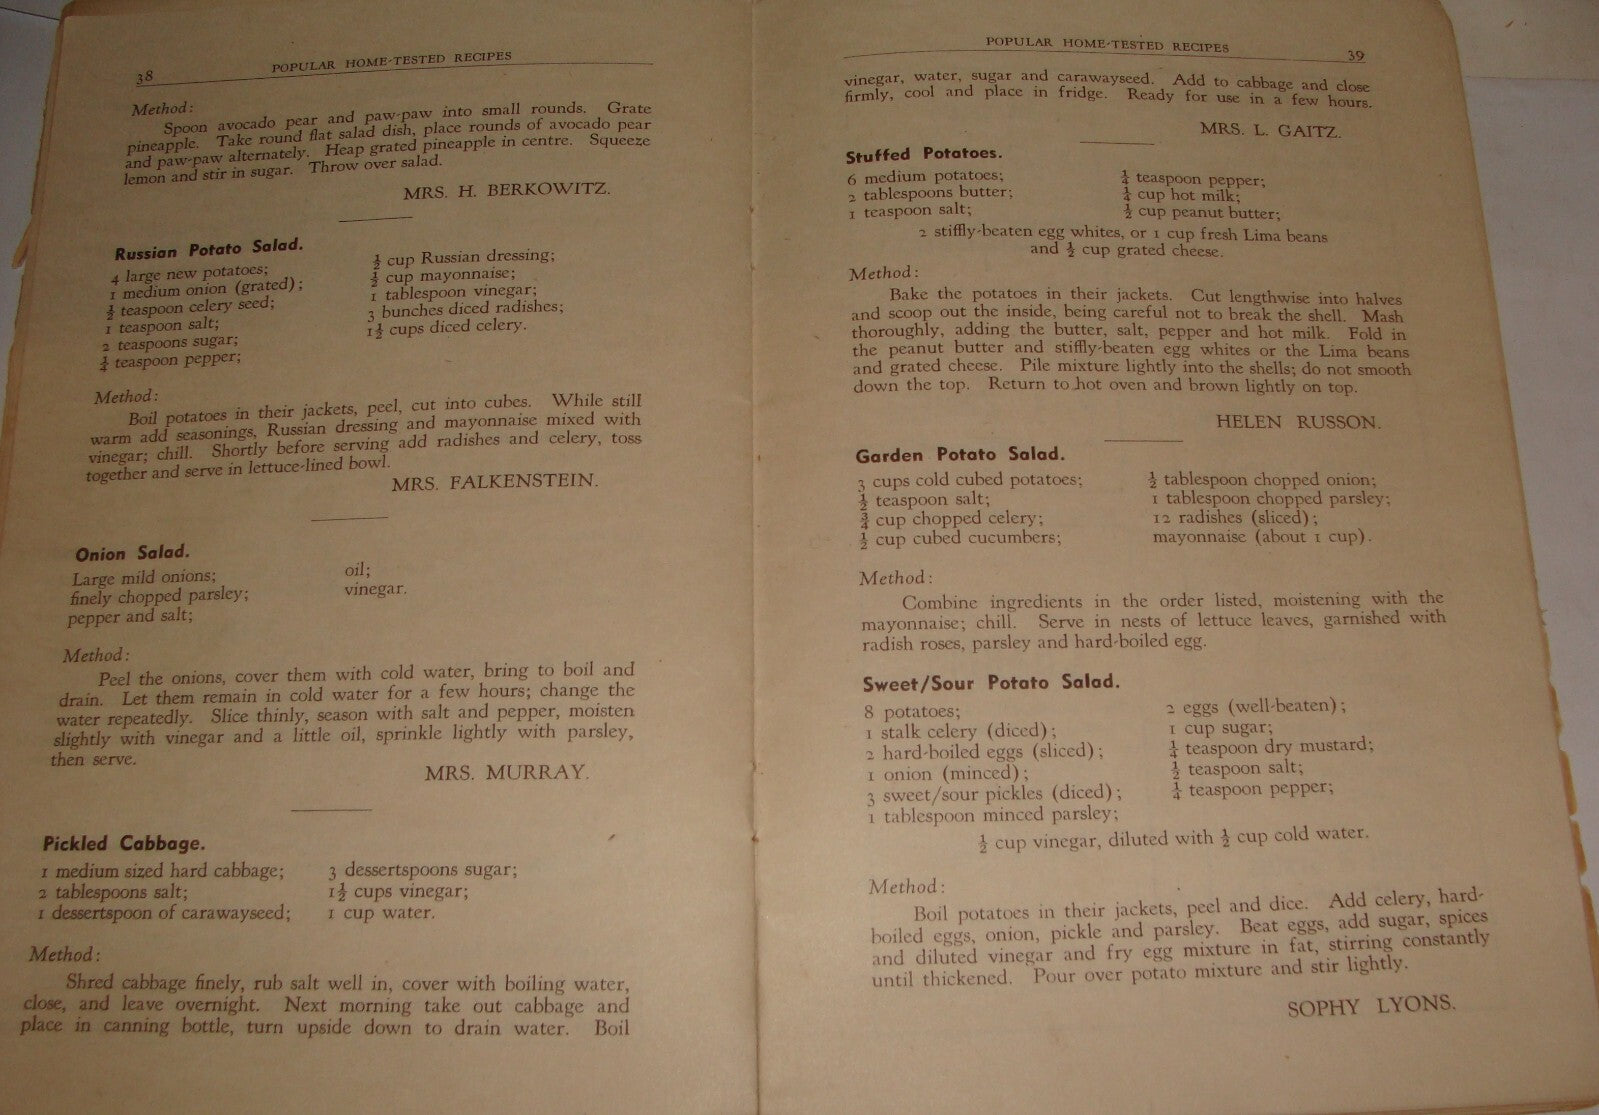 38
POPULAR HOME-TESTED RECIPES
Method:
Spoon avocado pear and paw-paw into small rounds. Grate
pineapple. Take round flat salad dish, place rounds of avocado pear
and paw-paw alternately. Heap grated pineapple in centre. Squeeze
lemon and stir in sugar. Throw over salad.
MRS. H. BERKOWITZ.
Russian Potato Salad.
4 large new potatoes;
1 medium onion (grated);
½ teaspoon celery seed;
1 teaspoon salt;
2 teaspoons sugar;
¼ teaspoon pepper;
½ cup Russian dressing;
½ cup mayonnaise;
1 tablespoon vinegar;
3 bunches diced radishes;
1½ cups diced celery.
Method:
Boil potatoes in their jackets, peel, cut into cubes. While still
warm add seasonings, Russian dressing and mayonnaise mixed with
vinegar; chill. Shortly before serving add radishes and celery, toss
together and serve in lettuce-lined bowl.
MRS. FALKENSTEIN.
Onion Salad.
Large mild onions;
finely chopped parsley;
pepper and salt;
oil;
vinegar.
Method:
Peel the onions, cover them with cold water, bring to boil and
drain. Let them remain in cold water for a few hours; change the
water repeatedly. Slice thinly, season with salt and pepper, moisten
slightly with vinegar and a little oil, sprinkle lightly with parsley,
then serve.
MRS. MURRAY.
Pickled Cabbage.
1 medium sized hard cabbage;
2 tablespoons salt;
1 dessertspoon of carawayseed;
3 dessertspoons sugar;
1½ cups vinegar;
1 cup water.
Method:
Shred cabbage finely, rub salt well in, cover with boiling water,
close, and leave overnight. Next morning take out cabbage and
place in canning bottle, turn upside down to drain water. Boil
POPULAR HOME-TESTED RECIPES
39
vinegar, water, sugar and carawayseed. Add to cabbage and close
firmly, cool and place in fridge. Ready for use in a few hours.
MRS. L. GAITZ.
Stuffed Potatoes.
6 medium potatoes;
2 tablespoons butter;
1 teaspoon salt;
¼ teaspoon pepper;
¼ cup hot milk;
½ cup peanut butter;
2 stiffly-beaten egg whites, or 1 cup fresh Lima beans
and ½ cup grated cheese.
Method:
Bake the potatoes in their jackets. Cut lengthwise into halves
and scoop out the inside, being careful not to break the shell. Mash
thoroughly, adding the butter, salt, pepper and hot milk. Fold in
the peanut butter and stiffly-beaten egg whites or the Lima beans
and grated cheese. Pile mixture lightly into the shells; do not smooth
down the top. Return to hot oven and brown lightly on top.
HELEN RUSSON.
Garden Potato Salad.
3 cups cold cubed potatoes;
½ teaspoon salt;
¾ cup chopped celery;
½ cup cubed cucumbers;
½ tablespoon chopped onion;
1 tablespoon chopped parsley;
12 radishes (sliced);
mayonnaise (about 1 cup).
Method:
Combine ingredients in the order listed, moistening with the
mayonnaise; chill. Serve in nests of lettuce leaves, garnished with
radish roses, parsley and hard-boiled egg.
Sweet/Sour Potato Salad.
8 potatoes;
1 stalk celery (diced);
2 hard-boiled eggs (sliced);
1 onion (minced);
3 sweet/sour pickles (diced);
1 tablespoon minced parsley;
2 eggs (well-beaten);
1 cup sugar;
¼ teaspoon dry mustard;
½ teaspoon salt;
¼ teaspoon pepper;
½ cup vinegar, diluted with ½ cup cold water.
Method:
Boil potatoes in their jackets, peel and dice. Add celery, hard-
boiled eggs, onion, pickle and parsley. Beat eggs, add sugar, spices
and diluted vinegar and fry egg mixture in fat, stirring constantly
until thickened. Pour over potato mixture and stir lightly.
SOPHY LYONS.